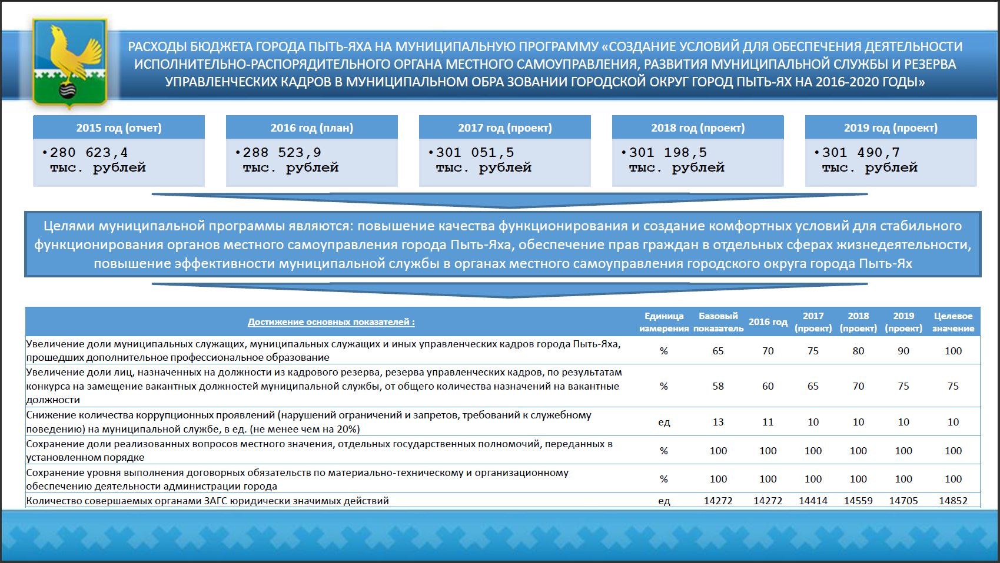 РАСХОДЫ БЮДЖЕТА ГОРОДА ПЫТЬ-ЯХА НА МУНИЦИПАЛЬНУЮ ПРОГРАММУ «СОЗДАНИЕ УСЛОВИЙ ДЛЯ ОБЕСПЕЧЕНИЯ ДЕЯТЕЛЬНОСТИ
ИСПОЛНИТЕЛЬНО-РАСПОРЯДИТЕЛЬНОГО ОРГАНА МЕСТНОГО САМОУПРАВЛЕНИЯ, РАЗВИТИЯ МУНИЦИПАЛЬНОЙ СЛУЖБЫ И РЕЗЕРВА
УПРАВЛЕНЧЕСКИХ КАДРОВ В МУНИЦИПАЛЬНОМ ОБРА ЗОВАНИИ ГОРОДСКОЙ ОКРУГ ГОРОД ПЫТЬ-ЯХ НА 2016-2020 ГОДЫ»
2015 год (отчет)
• 280 623,4
тыс. рублей
2016 год (план)
• 288 523,9
тыс. рублей
2017 год (проект)
• 301 051,5
тыс. рублей
2018 год (проект)
• 301 198,5
тыс. рублей
2019 год (проект)
• 301 490,7
тыс. рублей
Целями муниципальной программы являются: повышение качества функционирования и создание комфортных условий для стабильного
функционирования органов местного самоуправления города Пыть-Яха, обеспечение прав граждан в отдельных сферах жизнедеятельности,
повышение эффективности муниципальной службы в органах местного самоуправления городского округа города Пыть-Ях
Достижение основных показателей :
Единица
измерения
Базовый
показатель
2016 год
2017
(проект)
2018
(проект)
2019
(проект)
Целевое
значение
Увеличение доли муниципальных служащих, муниципальных служащих и иных управленческих кадров города Пыть-Яха,
прошедших дополнительное профессиональное образование
% 65 70 75 80 90 100
Увеличение доли лиц, назначенных на должности из кадрового резерва, резерва управленческих кадров, по результатам
конкурса на замещение вакантных должностей муниципальной службы, от общего количества назначений на вакантные
должности
% 58 60 65 70 75 75
Снижение количества коррупционных проявлений (нарушений ограничений и запретов, требований к служебному
поведению) на муниципальной службе, в ед. (не менее чем на 20%)
ед 13 11 10 10 10 10
Сохранение доли реализованных вопросов местного значения, отдельных государственных полномочий, переданных в
установленном порядке
% 100 100 100 100 100 100
Сохранение уровня выполнения договорных обязательств по материально-техническому и организационному
обеспечению деятельности администрации города
% 100 100 100 100 100 100
Количество совершаемых органами ЗАГС юридически значимых действий ед 14272 14272 14414 14559 14705 14852